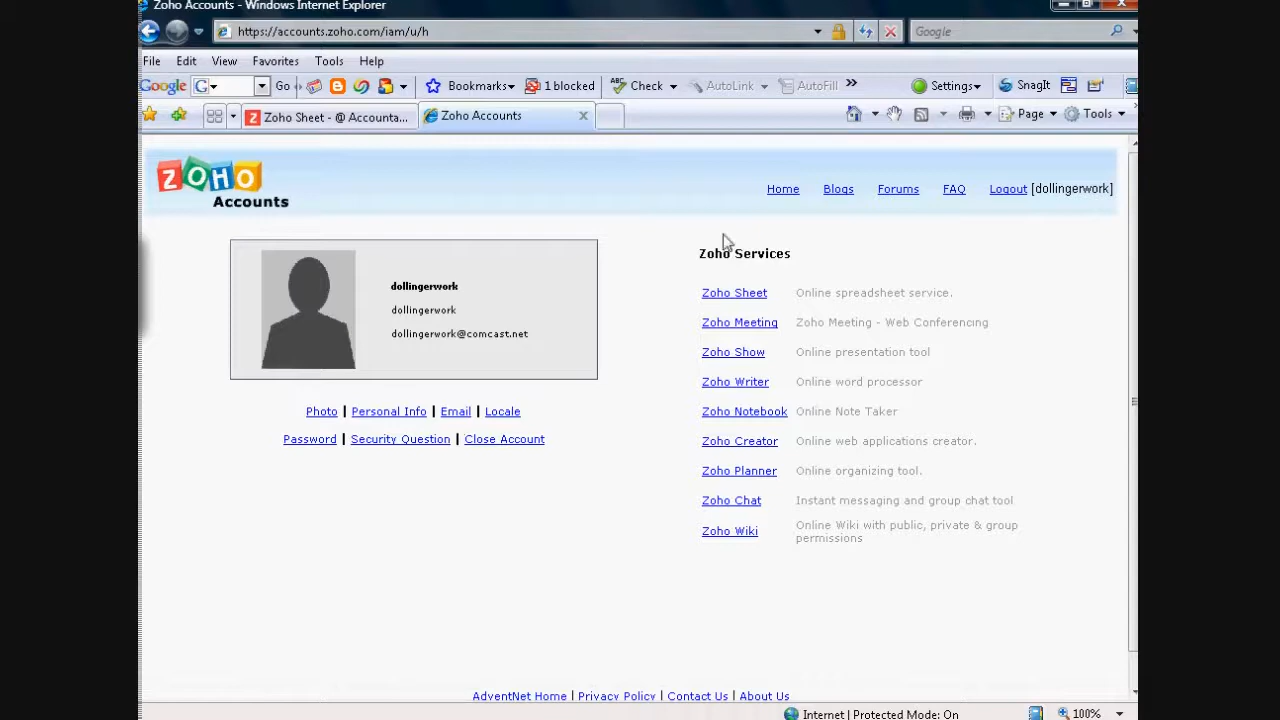 Zoho Accounts - Windows Internet Explorer
https://accounts.zoho.com/iam/u/h
Google
File Edit View Favorites Tools Help
Google G Go Bookmarks 1 blocked ABC Check AutoLink AutoFill Settings SnagIt
Z Zoho Sheet - @ Accounta... Zoho Accounts Page Tools
ZOHO
Accounts
Home Blogs Forums FAQ Logout [dollingerwork]
dollingerwork
dollingerwork
dollingerwork@comcast.net
Photo | Personal Info | Email | Locale
Password | Security Question | Close Account
Zoho Services
Zoho Sheet Online spreadsheet service.
Zoho Meeting Zoho Meeting - Web Conferencing
Zoho Show Online presentation tool
Zoho Writer Online word processor
Zoho Notebook Online Note Taker
Zoho Creator Online web applications creator.
Zoho Planner Online organizing tool.
Zoho Chat Instant messaging and group chat tool
Zoho Wiki Online Wiki with public, private & group
permissions
AdventNet Home | Privacy Policy | Contact Us | About Us
Internet | Protected Mode: On 100%